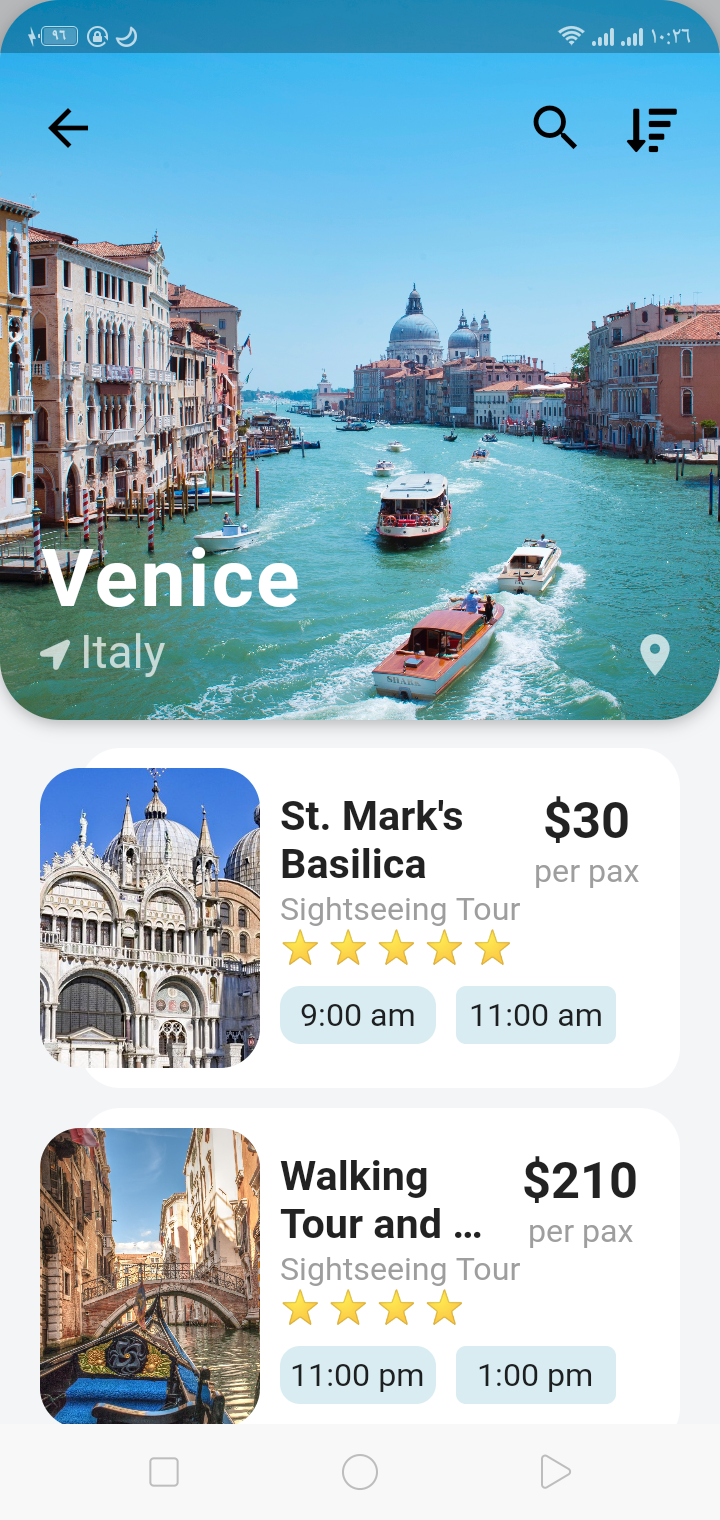 ٩٦ ١٠:٢٦
Venice
Italy
St. Mark's
Basilica
$30
per pax
Sightseeing Tour
9:00 am 11:00 am
Walking
Tour and ...
$210
per pax
Sightseeing Tour
11:00 pm 1:00 pm